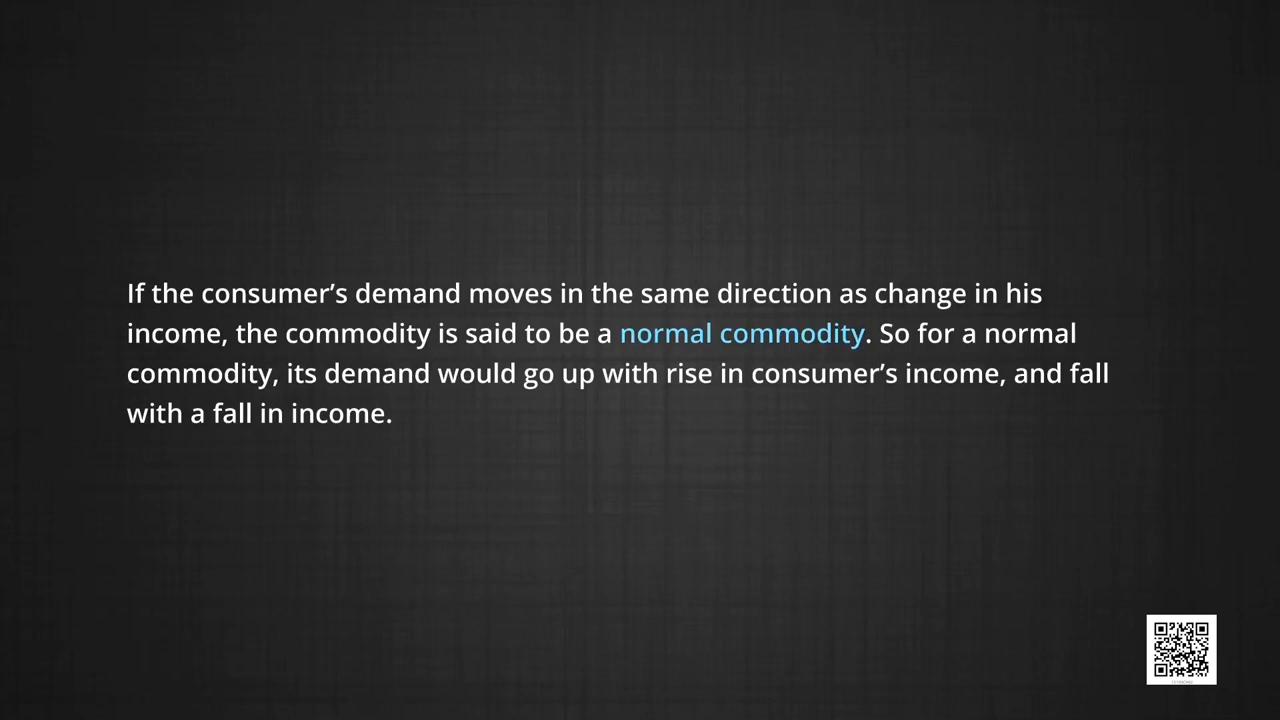 If the consumer’s demand moves in the same direction as change in his
income, the commodity is said to be a normal commodity. So for a normal
commodity, its demand would go up with rise in consumer’s income, and fall
with a fall in income.